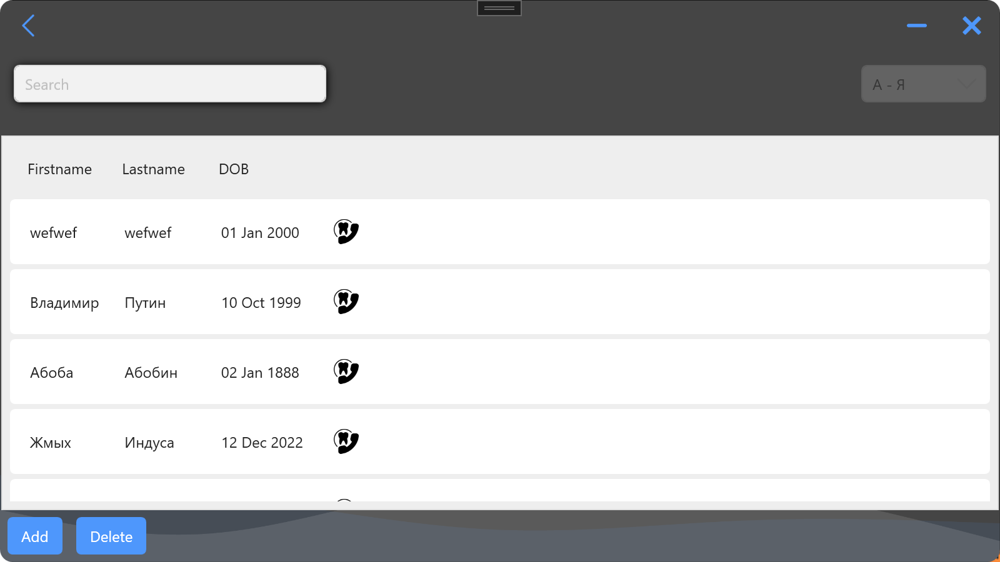 Search
А - Я
Firstname Lastname DOB
wefwef wefwef 01 Jan 2000
Владимир Путин 10 Oct 1999
Абоба Абобин 02 Jan 1888
Жмых Индуса 12 Dec 2022
Add Delete